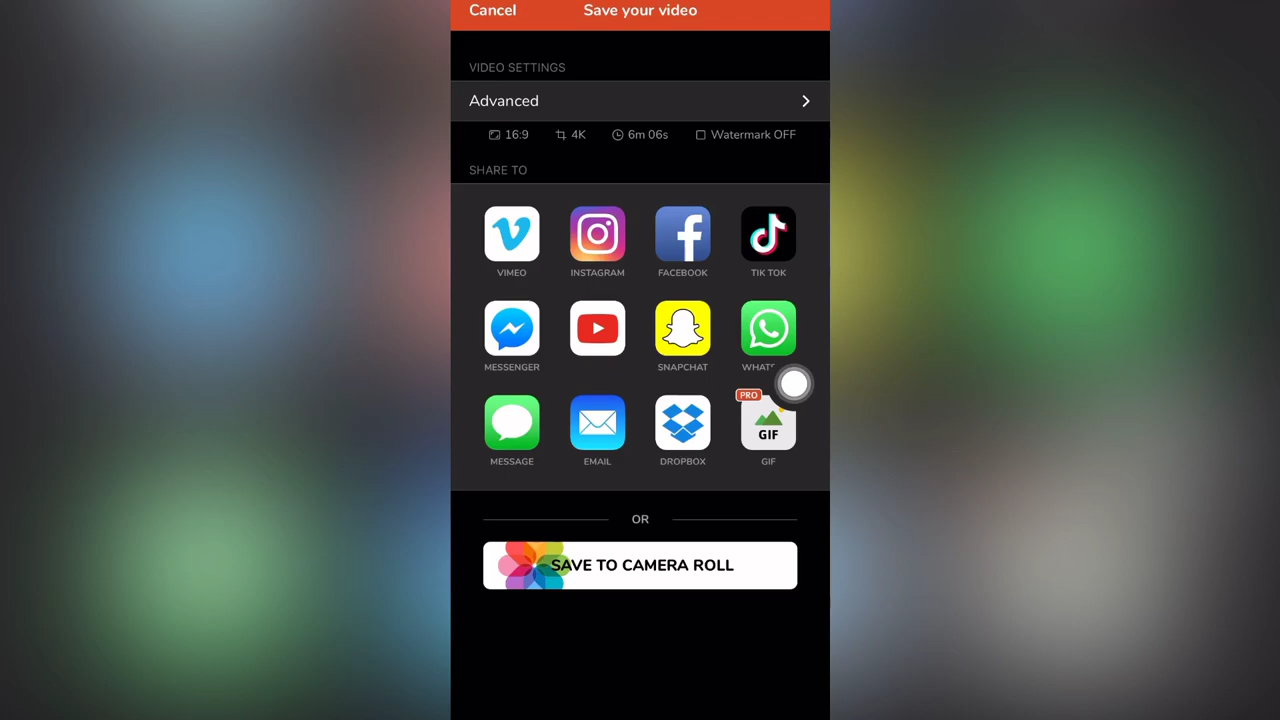 Cancel Save your video
VIDEO SETTINGS
Advanced
16:9 4K 6m 06s Watermark OFF
SHARE TO
VIMEO INSTAGRAM FACEBOOK TIK TOK
MESSENGER SNAPCHAT
PRO
GIF
MESSAGE EMAIL DROPBOX GIF
OR
SAVE TO CAMERA ROLL